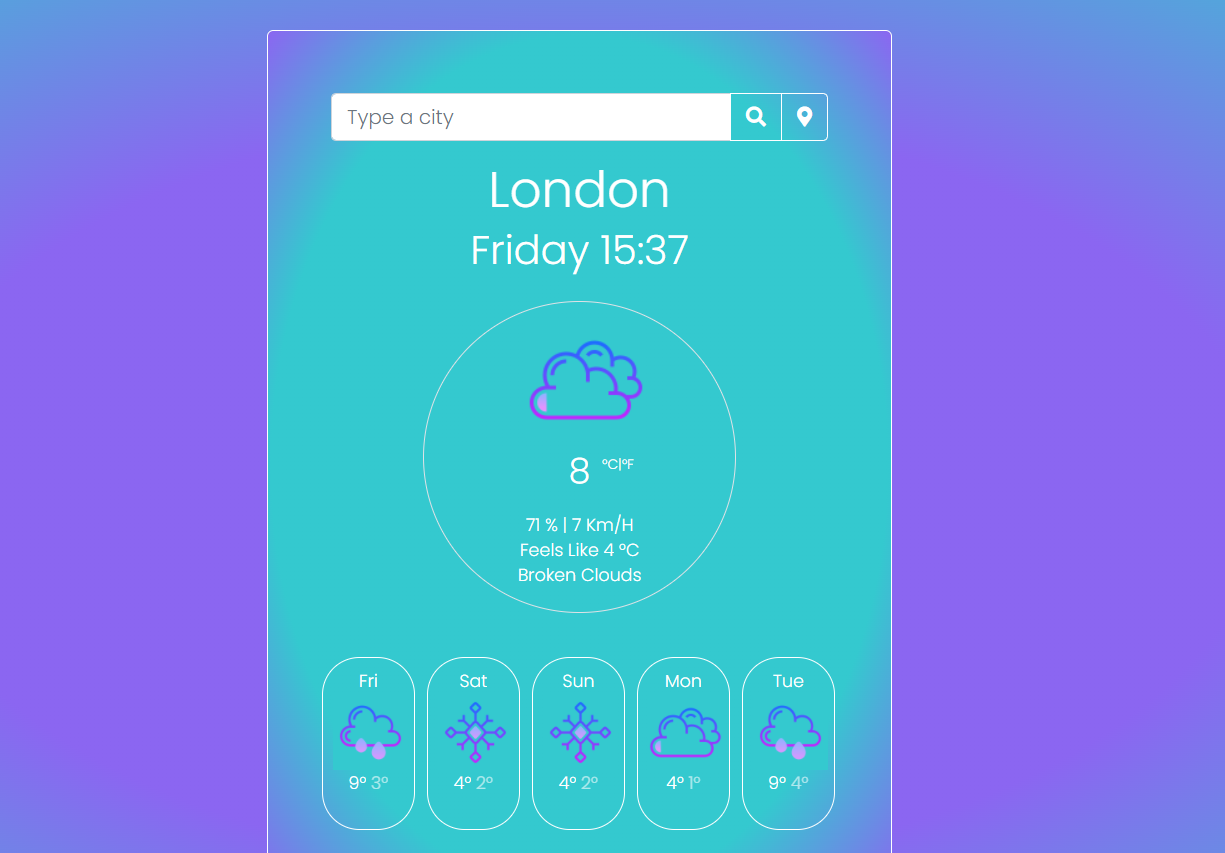 Type a city
London
Friday 15:37
8 °C|°F
71 % | 7 Km/H
Feels Like 4 °C
Broken Clouds
Fri Sat Sun Mon Tue
9° 3° 4° 2° 4° 2° 4° 1° 9° 4°